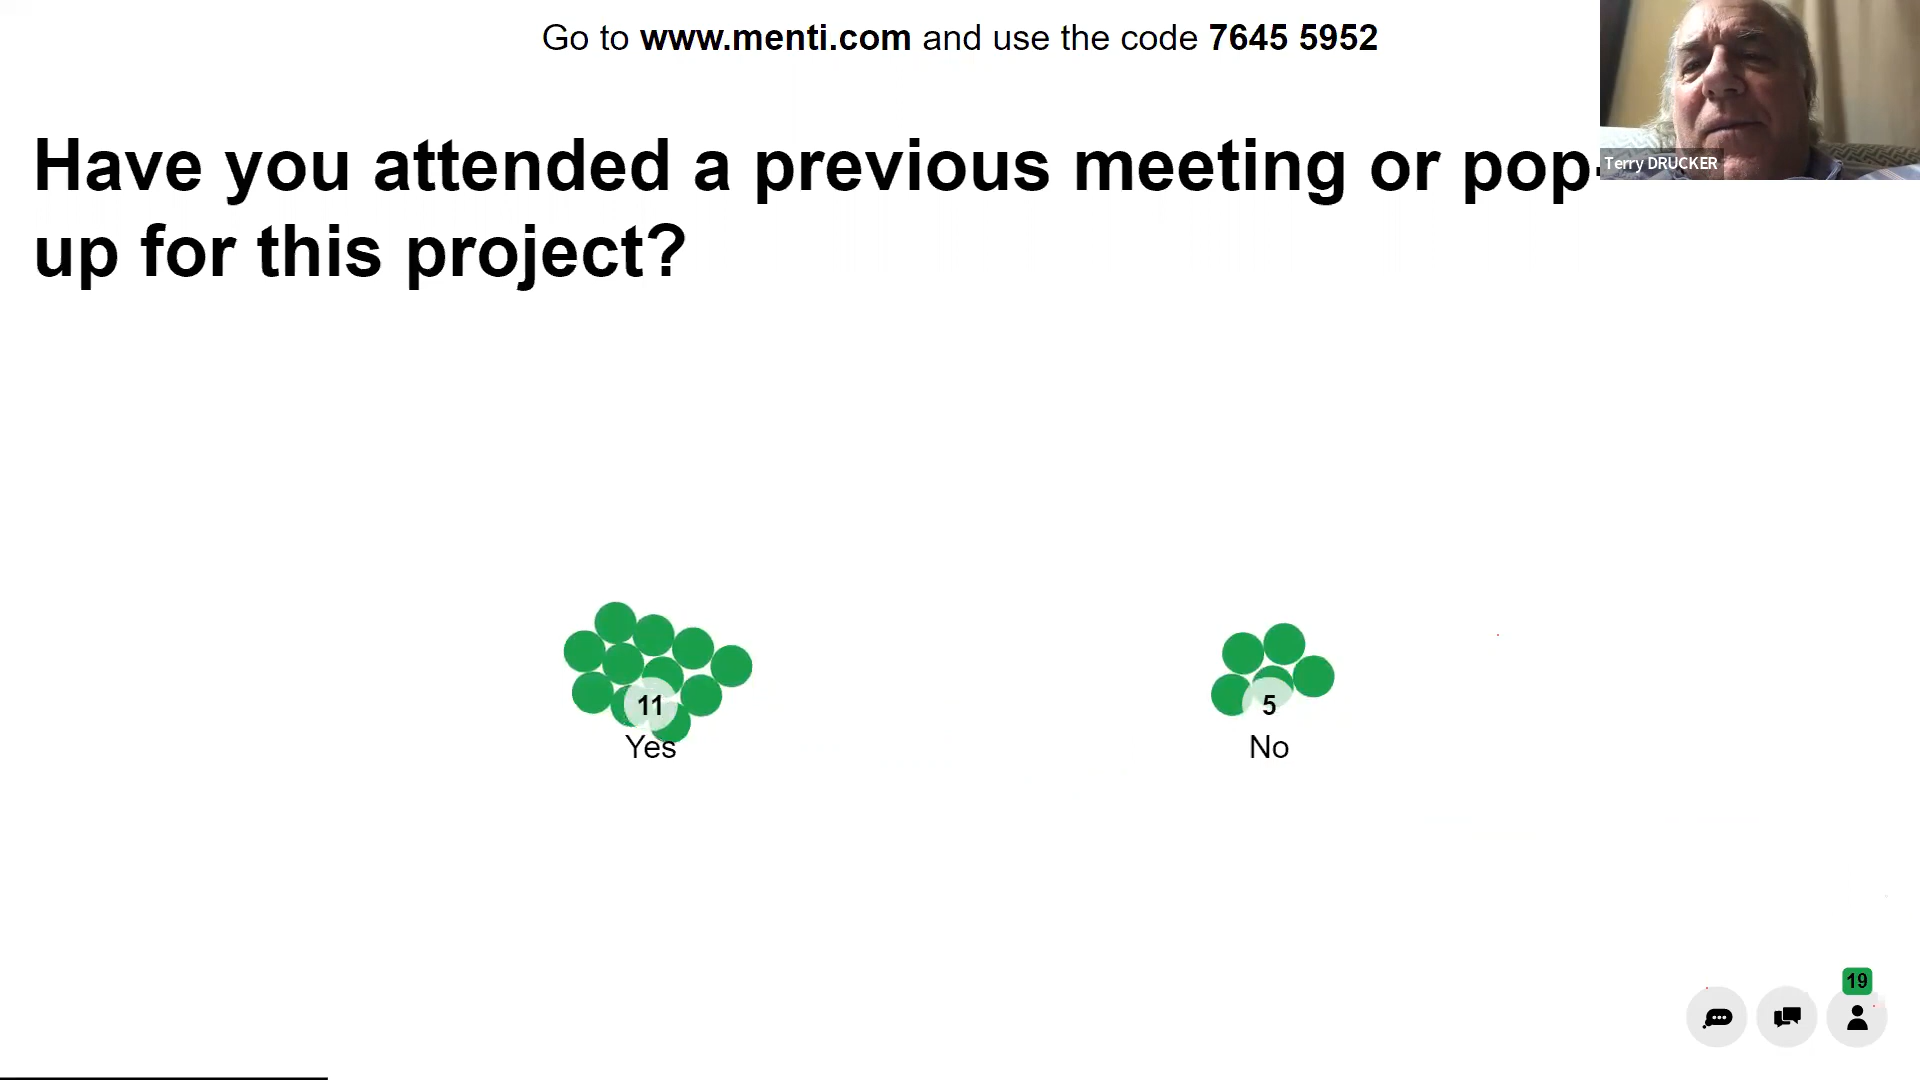 Go to www.menti.com and use the code 7645 5952
Have you attended a previous meeting or pop-
up for this project?
Terry DRUCKER
11
Yes
5
No
19